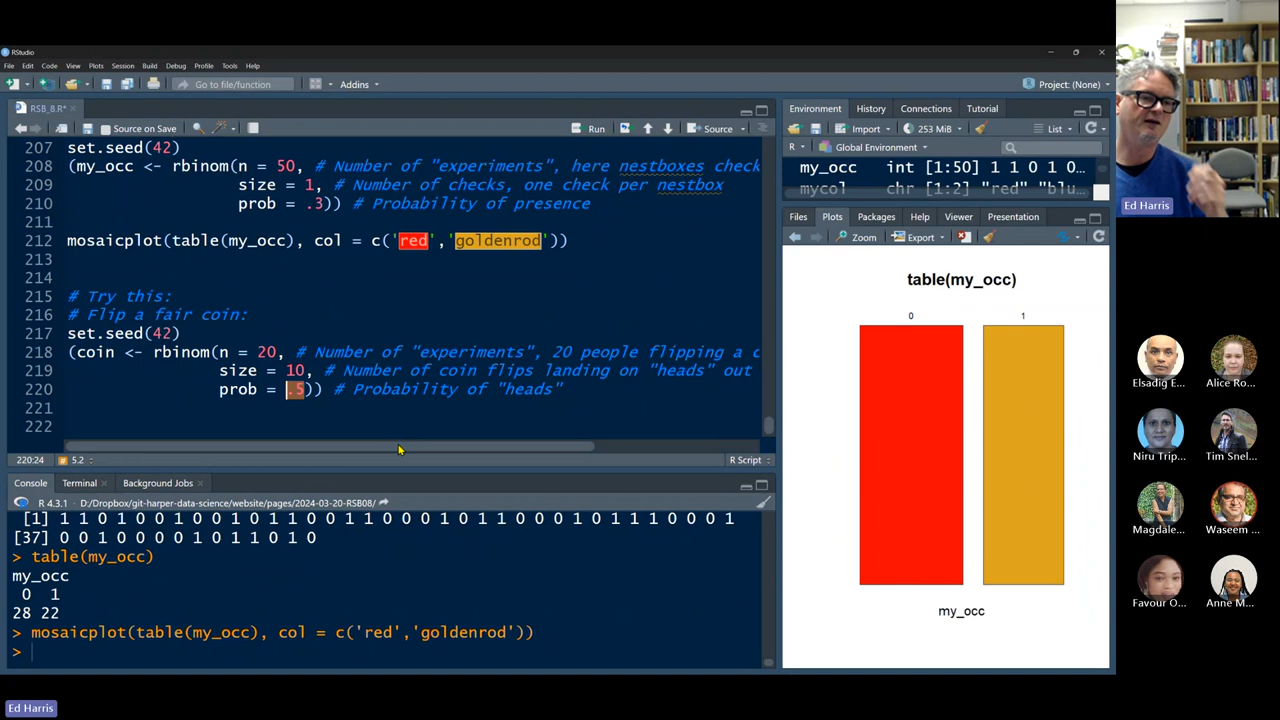 RStudio
File Edit Code View Plots Session Build Debug Profile Tools Help
Go to file/function
Addins
Project: (None)
RSB_8.R*
Source on Save
Run
Source
207 set.seed(42)
208 (my_occ <- rbinom(n = 50, # Number of "experiments", here nestboxes check
209 size = 1, # Number of checks, one check per nestbox
210 prob = .3)) # Probability of presence
211
212 mosaicplot(table(my_occ), col = c('red','goldenrod'))
213
214
215 # Try this:
216 # Flip a fair coin:
217 set.seed(42)
218 (coin <- rbinom(n = 20, # Number of "experiments", 20 people flipping a c
219 size = 10, # Number of coin flips landing on "heads" out
220 prob = .5)) # Probability of "heads"
221
222
220:24
# 5.2
R Script
Console Terminal Background Jobs
R 4.3.1 · D:/Dropbox/git-harper-data-science/website/pages/2024-03-20-RSB08/
[1] 1 1 0 1 0 0 1 0 0 1 0 1 1 0 0 1 1 0 0 0 1 0 1 1 0 0 0 1 0 1 1 1 0 0 0 1
[37] 0 0 1 0 0 0 0 1 0 1 1 0 1 0
> table(my_occ)
my_occ
0 1
28 22
> mosaicplot(table(my_occ), col = c('red','goldenrod'))
>
Environment History Connections Tutorial
Import
253 MiB
List
R
Global Environment
my_occ int [1:50] 1 1 0 1 0...
mycol chr [1:2] "red" "blu...
Files Plots Packages Help Viewer Presentation
Zoom
Export
table(my_occ)
0 1
my_occ
Ed Harris
Elsadig E...
Alice Ro...
Niru Trip...
Tim Snel...
Magdale...
Waseem ...
Favour O...
Anne M...
Ed Harris